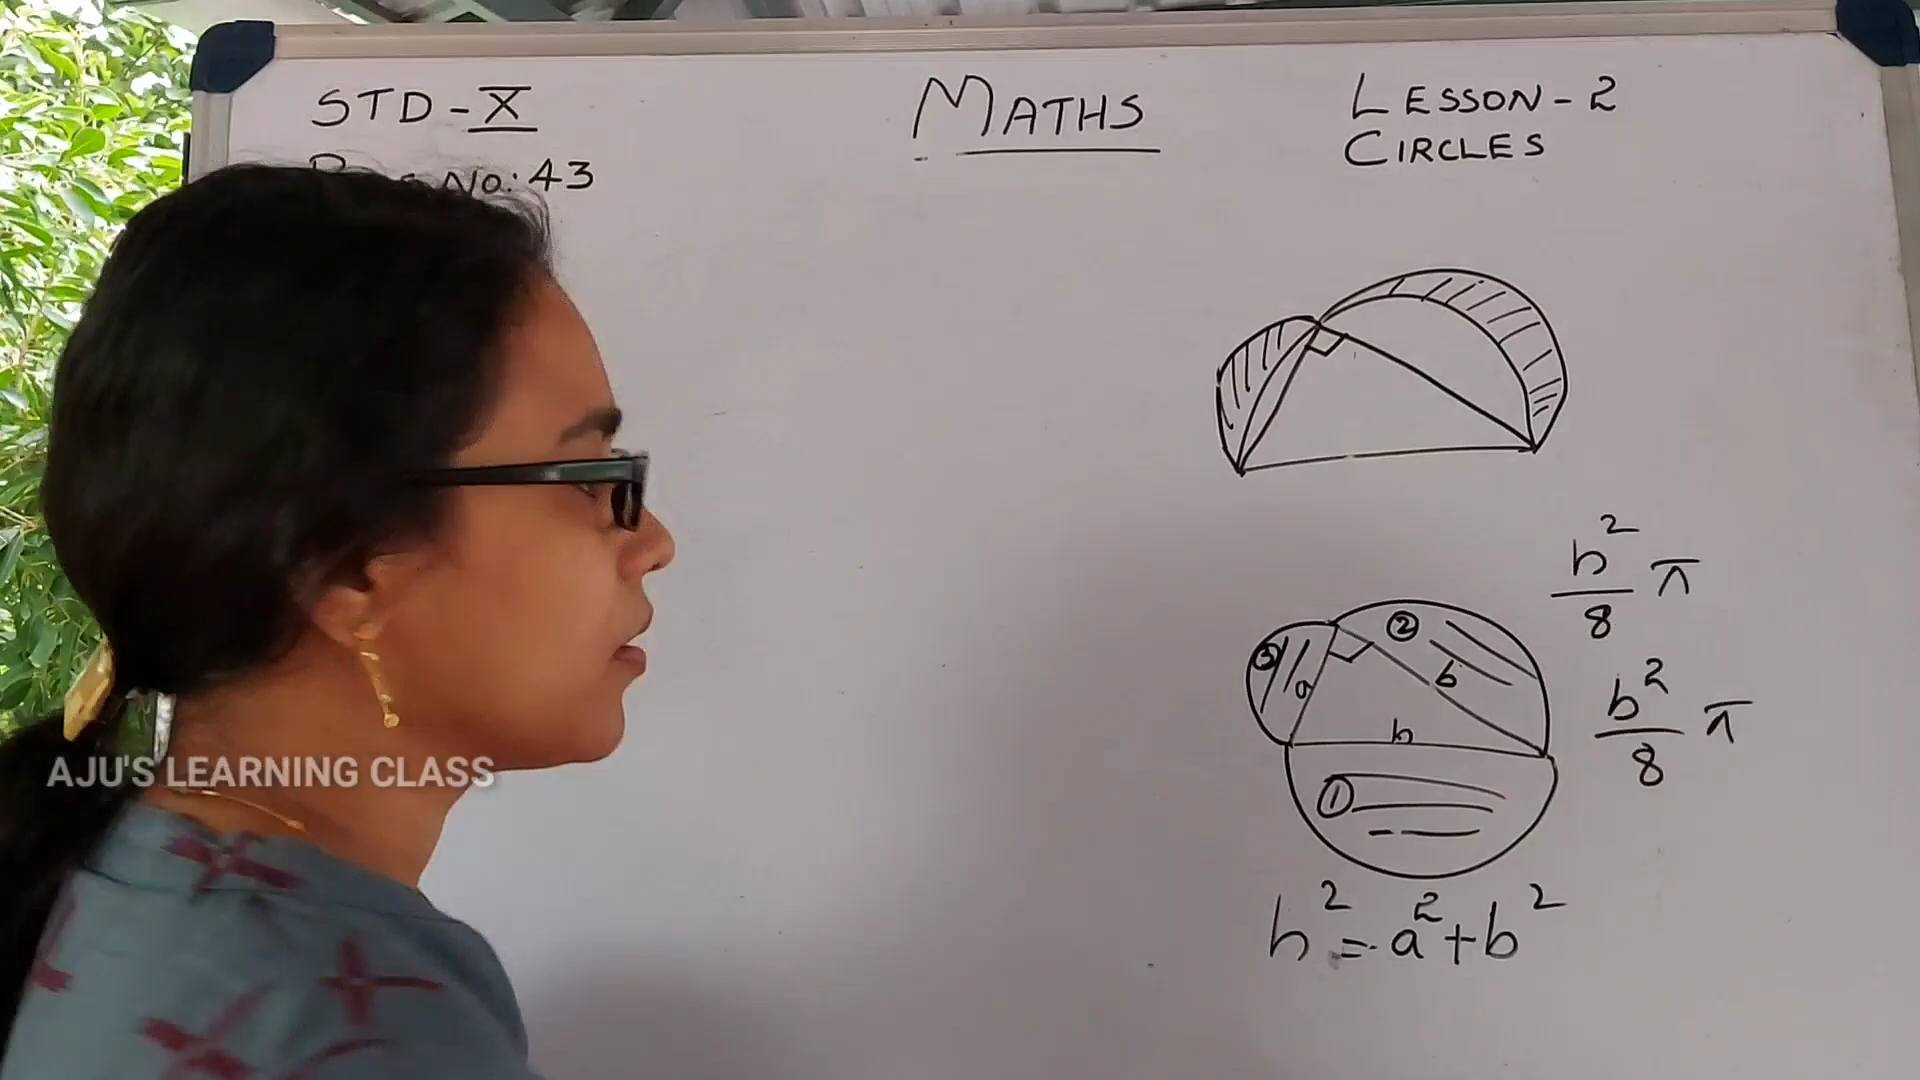 STD - X
No: 43
MATHS
LESSON - 2
CIRCLES
h²/8 π
b²/8 π
③ a
② b
h
①
h² = a² + b²
AJU'S LEARNING CLASS